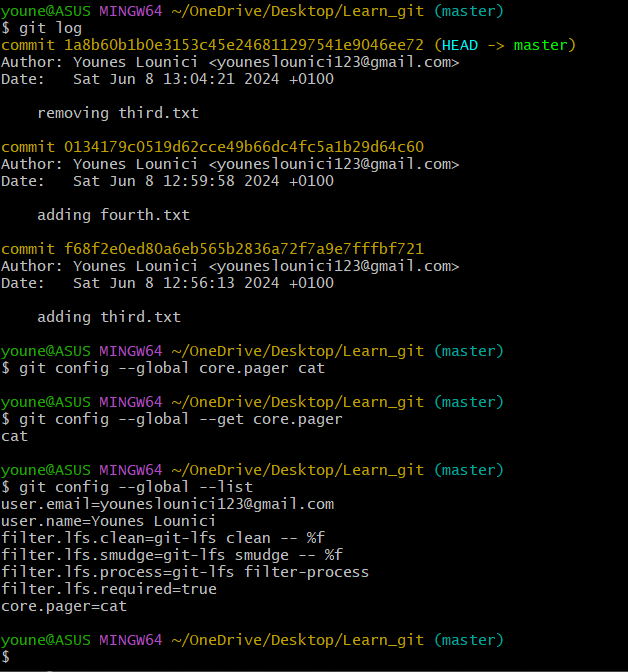 youne@ASUS MINGW64 ~/OneDrive/Desktop/Learn_git (master)
$ git log
commit 1a8b60b1b0e3153c45e246811297541e9046ee72 (HEAD -> master)
Author: Younes Lounici <youneslounici123@gmail.com>
Date:   Sat Jun 8 13:04:21 2024 +0100

    removing third.txt

commit 0134179c0519d62cce49b66dc4fc5a1b29d64c60
Author: Younes Lounici <youneslounici123@gmail.com>
Date:   Sat Jun 8 12:59:58 2024 +0100

    adding fourth.txt

commit f68f2e0ed80a6eb565b2836a72f7a9e7fffbf721
Author: Younes Lounici <youneslounici123@gmail.com>
Date:   Sat Jun 8 12:56:13 2024 +0100

    adding third.txt

youne@ASUS MINGW64 ~/OneDrive/Desktop/Learn_git (master)
$ git config --global core.pager cat

youne@ASUS MINGW64 ~/OneDrive/Desktop/Learn_git (master)
$ git config --global --get core.pager
cat

youne@ASUS MINGW64 ~/OneDrive/Desktop/Learn_git (master)
$ git config --global --list
user.email=youneslounici123@gmail.com
user.name=Younes Lounici
filter.lfs.clean=git-lfs clean -- %f
filter.lfs.smudge=git-lfs smudge -- %f
filter.lfs.process=git-lfs filter-process
filter.lfs.required=true
core.pager=cat

youne@ASUS MINGW64 ~/OneDrive/Desktop/Learn_git (master)
$